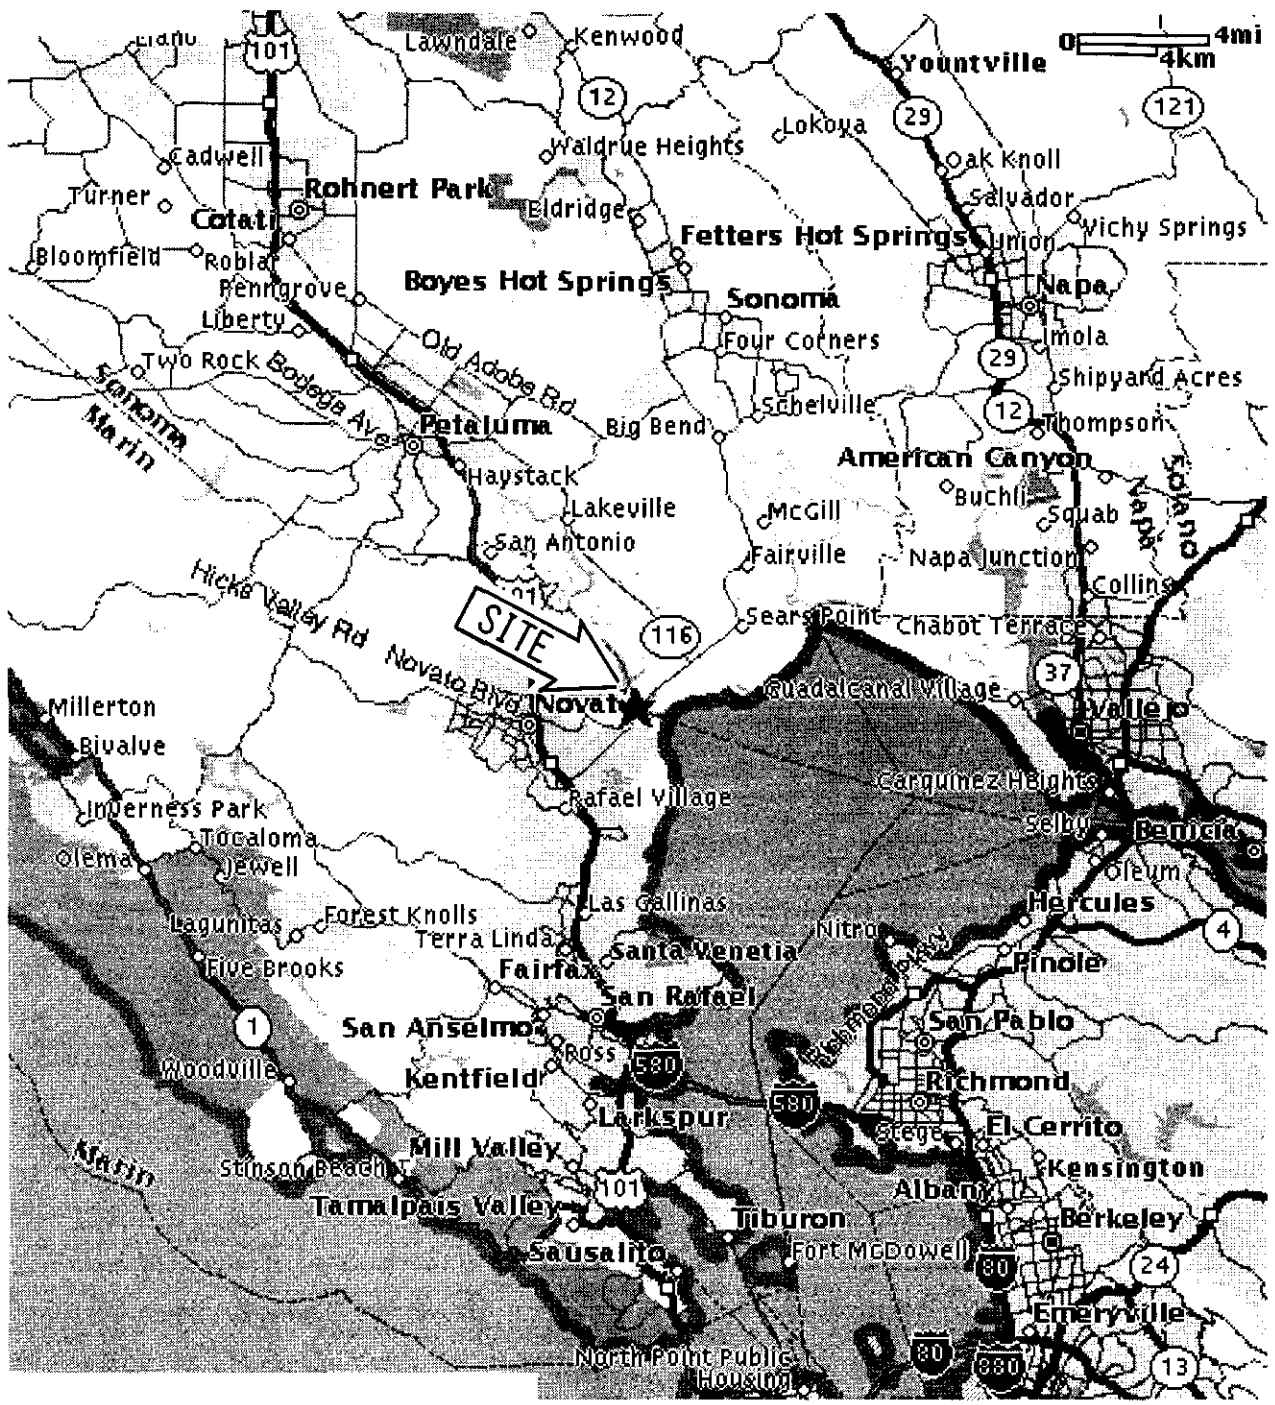 101
Lawndale
Kenwood
0 4mi
4km
Yountville
12
29
121
Lokoya
Waldrue Heights
Cadwell
Oak Knoll
Turner
Rohnert Park
Salvador
Cotati
Eldridge
Vichy Springs
Fetters Hot Springs
Union
Bloomfield
Robla
Penngrove
Boyes Hot Springs
Sonoma
Napa
Liberty
Four Corners
Imola
Two Rock
Bodega Av
Old Adobe Rd
29
Shipyard Acres
Sonoma
Marin
Schelville
12
Petaluma
Big Bend
Thompson
Haystack
American Canyon
Buchli
Napa
Solano
Lakeville
McGill
Squab
San Antonio
Fairville
Napa Junction
Hicks Valley Rd
101
Collins
SITE
116
Sears Point
Chabot Terrace
Novato Blvd
Novato
37
Guadalcanal Village
Vallejo
Millerton
Bivalve
Carquinez Heights
Rafael Village
Inverness Park
Selby
Benicia
Tocaloma
Olema
Jewell
Oleum
Las Gallinas
Hercules
Forest Knolls
Lagunitas
Terra Linda
Nitro
4
Santa Venetia
Five Brooks
Fairfax
Pinole
San Rafael
1
San Anselmo
San Pablo
Ross
580
Woodville
Kentfield
Richmond
580
Larkspur
Stege
El Cerrito
Marin
Mill Valley
Stinson Beach
Kensington
101
Albany
Tamalpais Valley
Tiburon
Berkeley
Sausalito
Fort McDowell
80
24
Emeryville
North Point Public
Housing
80
880
13